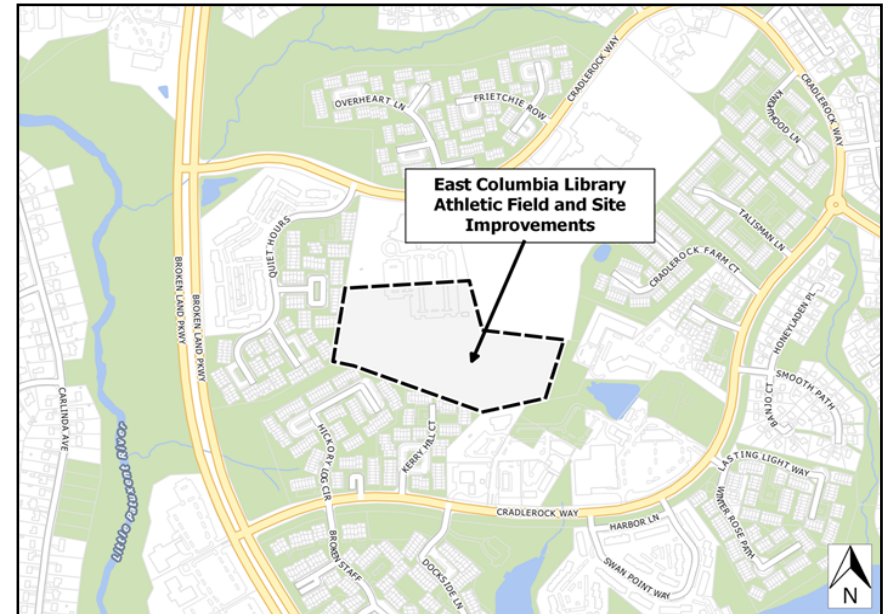 CRADLEROCK WAY
OVERHEART LN
FRIETCHIE ROW
CRADLEROCK WAY
East Columbia Library
Athletic Field and Site
Improvements
QUIET HOURS
TALISMAN LN
CRADLEROCK FARM CT
BROKEN LAND PKWY
BROKEN LAND PKWY
HONEYLADEN PL
SMOOTH PATH
BANJO CT
CARLINDA AVE
HICKORY LOG CIR
KERRY HILL CT
Little Patuxent River
LASTING LIGHT WAY
WINTER ROSE PATH
CRADLEROCK WAY
HARBOR LN
SWAN POINT WAY
BROKEN STAFF
DOCKSIDE LN
N